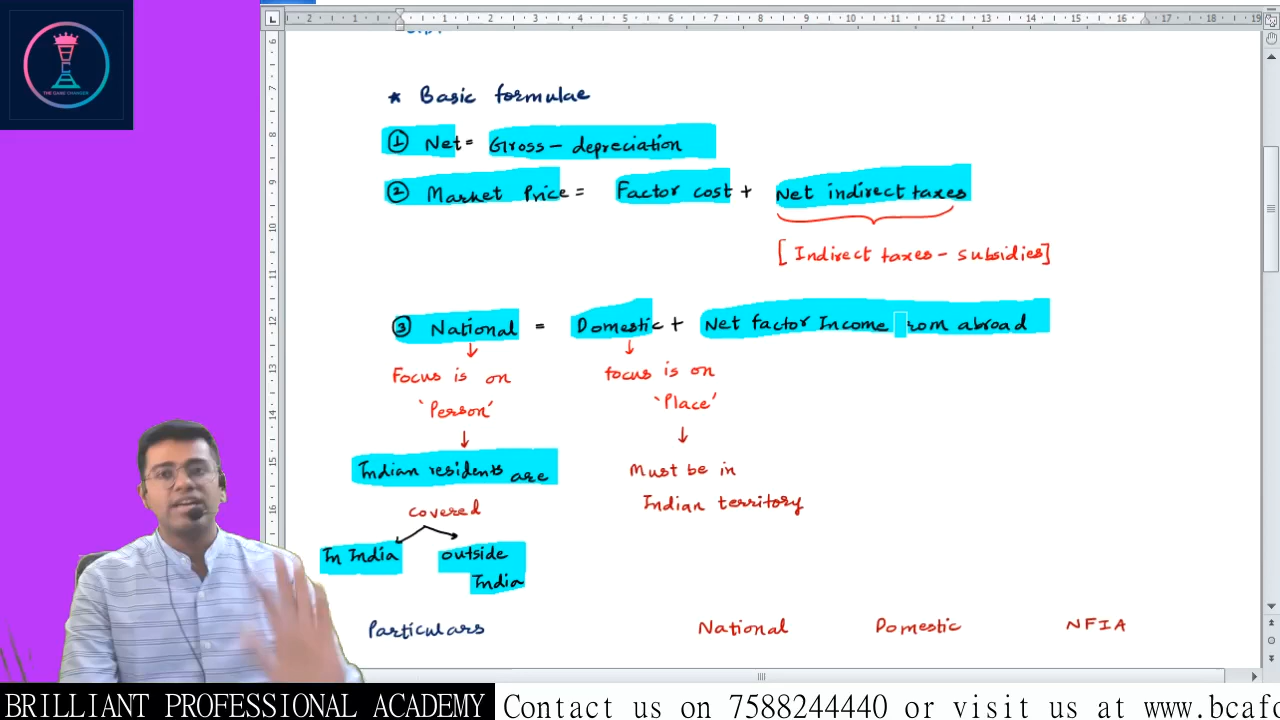 THE GAME CHANGER
* Basic formulae
① Net = Gross - depreciation
② Market Price = Factor cost + Net indirect taxes
[Indirect taxes - subsidies]
③ National = Domestic + Net factor Income from abroad
Focus is on focus is on
'Person' 'Place'
Indian residents are Must be in
covered Indian territory
In India outside
India
Particulars National Domestic NFIA
BRILLIANT PROFESSIONAL ACADEMY Contact us on 7588244440 or visit us at www.bcafo